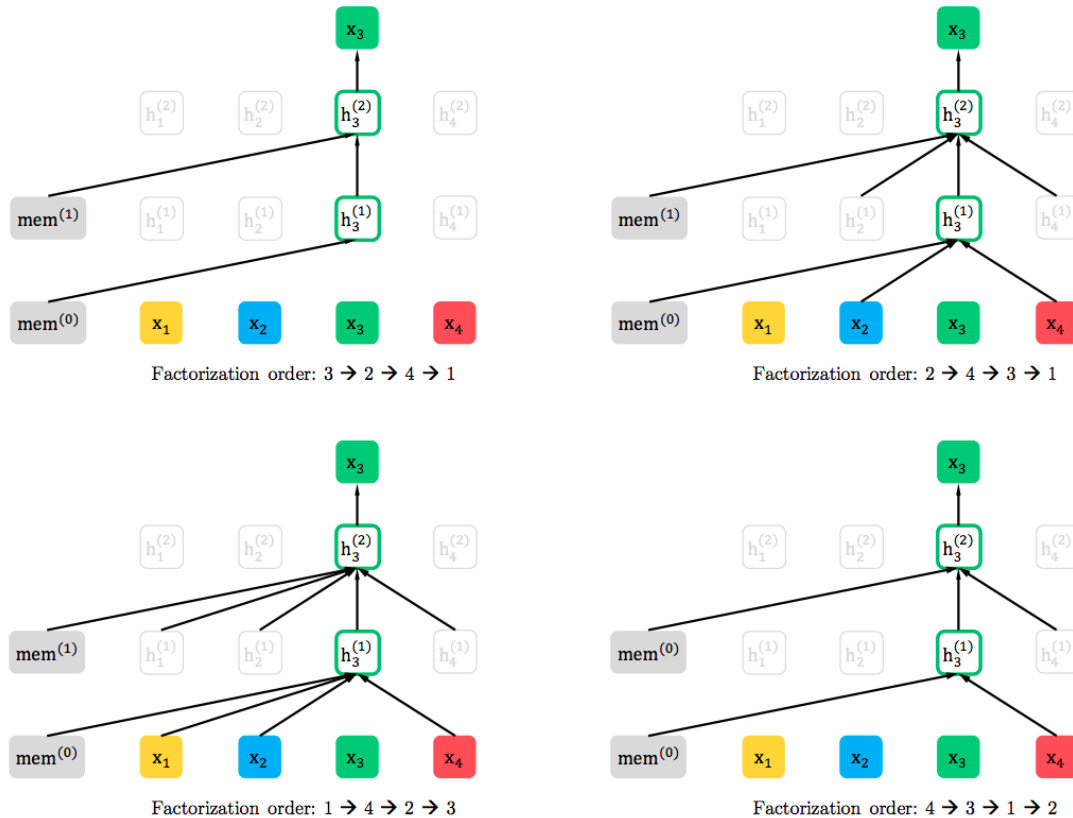 x₃
h₁⁽²⁾ h₂⁽²⁾ h₃⁽²⁾ h₄⁽²⁾
mem⁽¹⁾ h₁⁽¹⁾ h₂⁽¹⁾ h₃⁽¹⁾ h₄⁽¹⁾
mem⁽⁰⁾ x₁ x₂ x₃ x₄
Factorization order: 3 → 2 → 4 → 1
x₃
h₁⁽²⁾ h₂⁽²⁾ h₃⁽²⁾ h₄⁽²⁾
mem⁽¹⁾ h₁⁽¹⁾ h₂⁽¹⁾ h₃⁽¹⁾ h₄⁽¹⁾
mem⁽⁰⁾ x₁ x₂ x₃ x₄
Factorization order: 2 → 4 → 3 → 1
x₃
h₁⁽²⁾ h₂⁽²⁾ h₃⁽²⁾ h₄⁽²⁾
mem⁽¹⁾ h₁⁽¹⁾ h₂⁽¹⁾ h₃⁽¹⁾ h₄⁽¹⁾
mem⁽⁰⁾ x₁ x₂ x₃ x₄
Factorization order: 1 → 4 → 2 → 3
x₃
h₁⁽²⁾ h₂⁽²⁾ h₃⁽²⁾ h₄⁽²⁾
mem⁽⁰⁾ h₁⁽¹⁾ h₂⁽¹⁾ h₃⁽¹⁾ h₄⁽¹⁾
mem⁽⁰⁾ x₁ x₂ x₃ x₄
Factorization order: 4 → 3 → 1 → 2